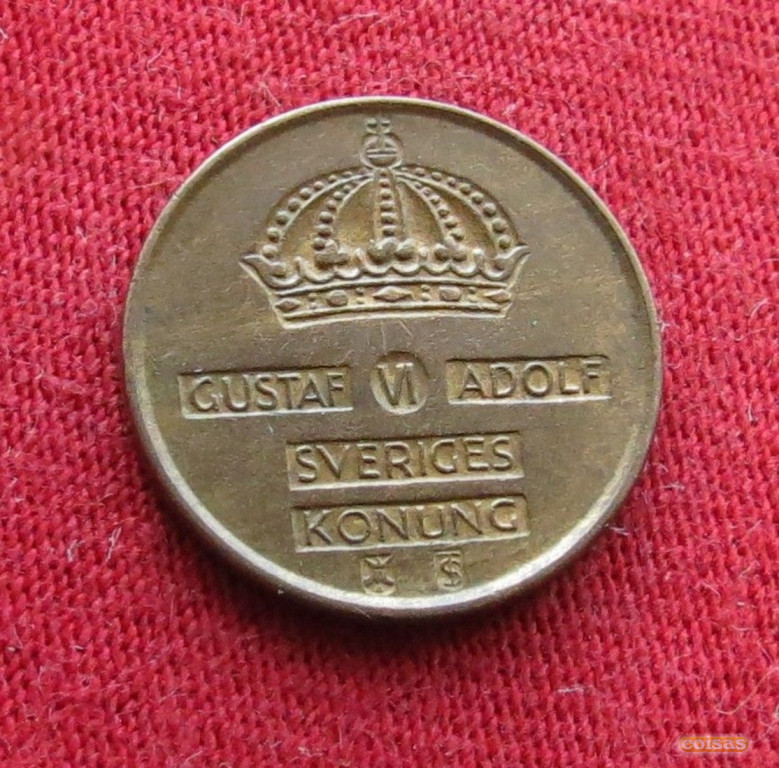 GUSTAF VI ADOLF
SVERIGES
KONUNG
TS
coisas